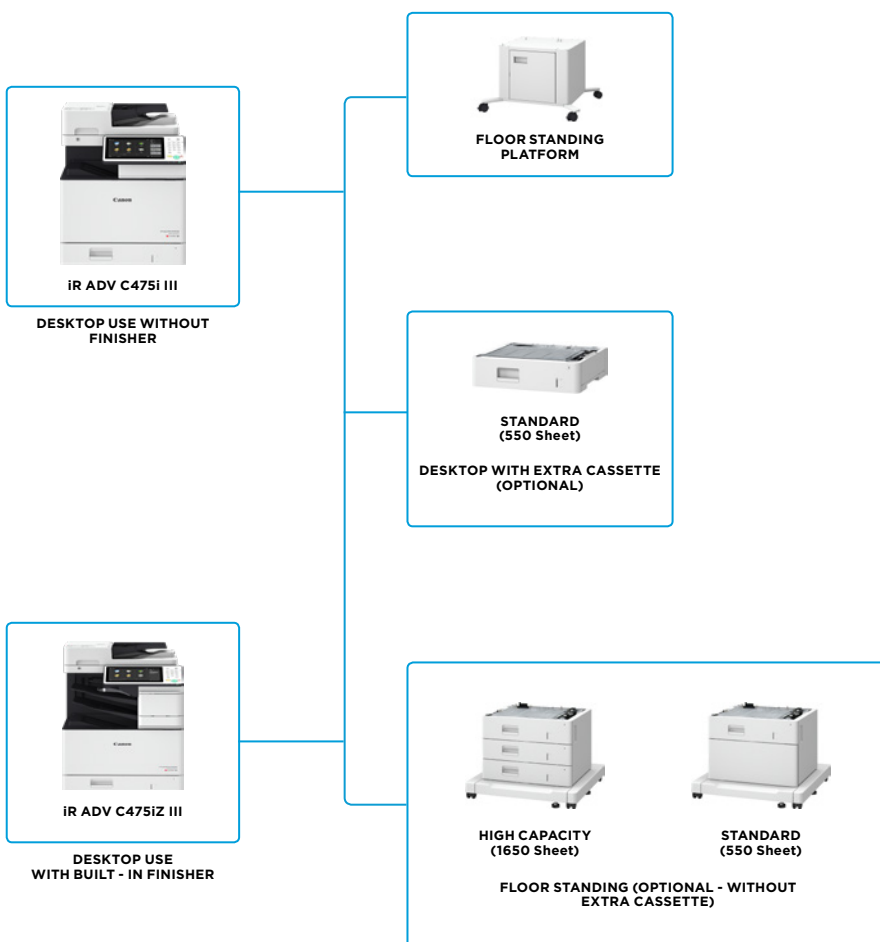 FLOOR STANDING
PLATFORM
Canon
iR ADV C475i III
DESKTOP USE WITHOUT
FINISHER
STANDARD
(550 Sheet)
DESKTOP WITH EXTRA CASSETTE
(OPTIONAL)
Canon
iR ADV C475iZ III
DESKTOP USE
WITH BUILT - IN FINISHER
HIGH CAPACITY
(1650 Sheet)
STANDARD
(550 Sheet)
FLOOR STANDING (OPTIONAL - WITHOUT
EXTRA CASSETTE)